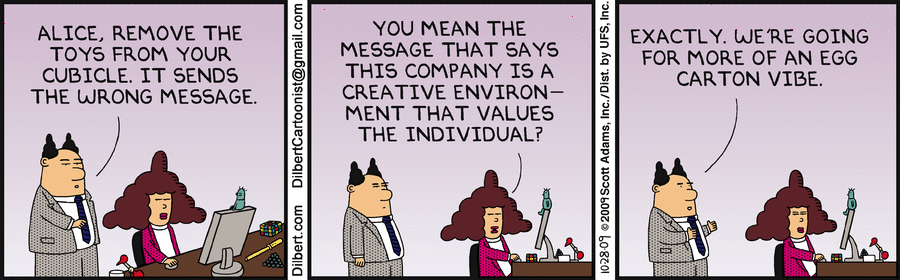 ALICE, REMOVE THE
TOYS FROM YOUR
CUBICLE. IT SENDS
THE WRONG MESSAGE.
Dilbert.com DilbertCartoonist@gmail.com
YOU MEAN THE
MESSAGE THAT SAYS
THIS COMPANY IS A
CREATIVE ENVIRON-
MENT THAT VALUES
THE INDIVIDUAL?
10-28-09 ©2009 Scott Adams, Inc./Dist. by UFS, Inc.
EXACTLY. WE'RE GOING
FOR MORE OF AN EGG
CARTON VIBE.